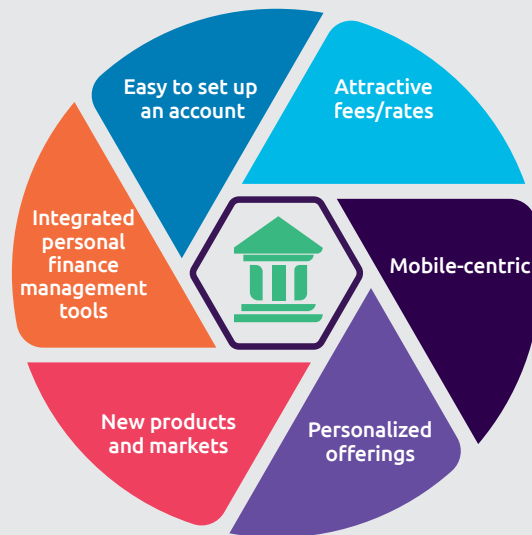 Easy to set up
an account
Attractive
fees/rates
Mobile-centric
Personalized
offerings
New products
and markets
Integrated
personal
finance
management
tools